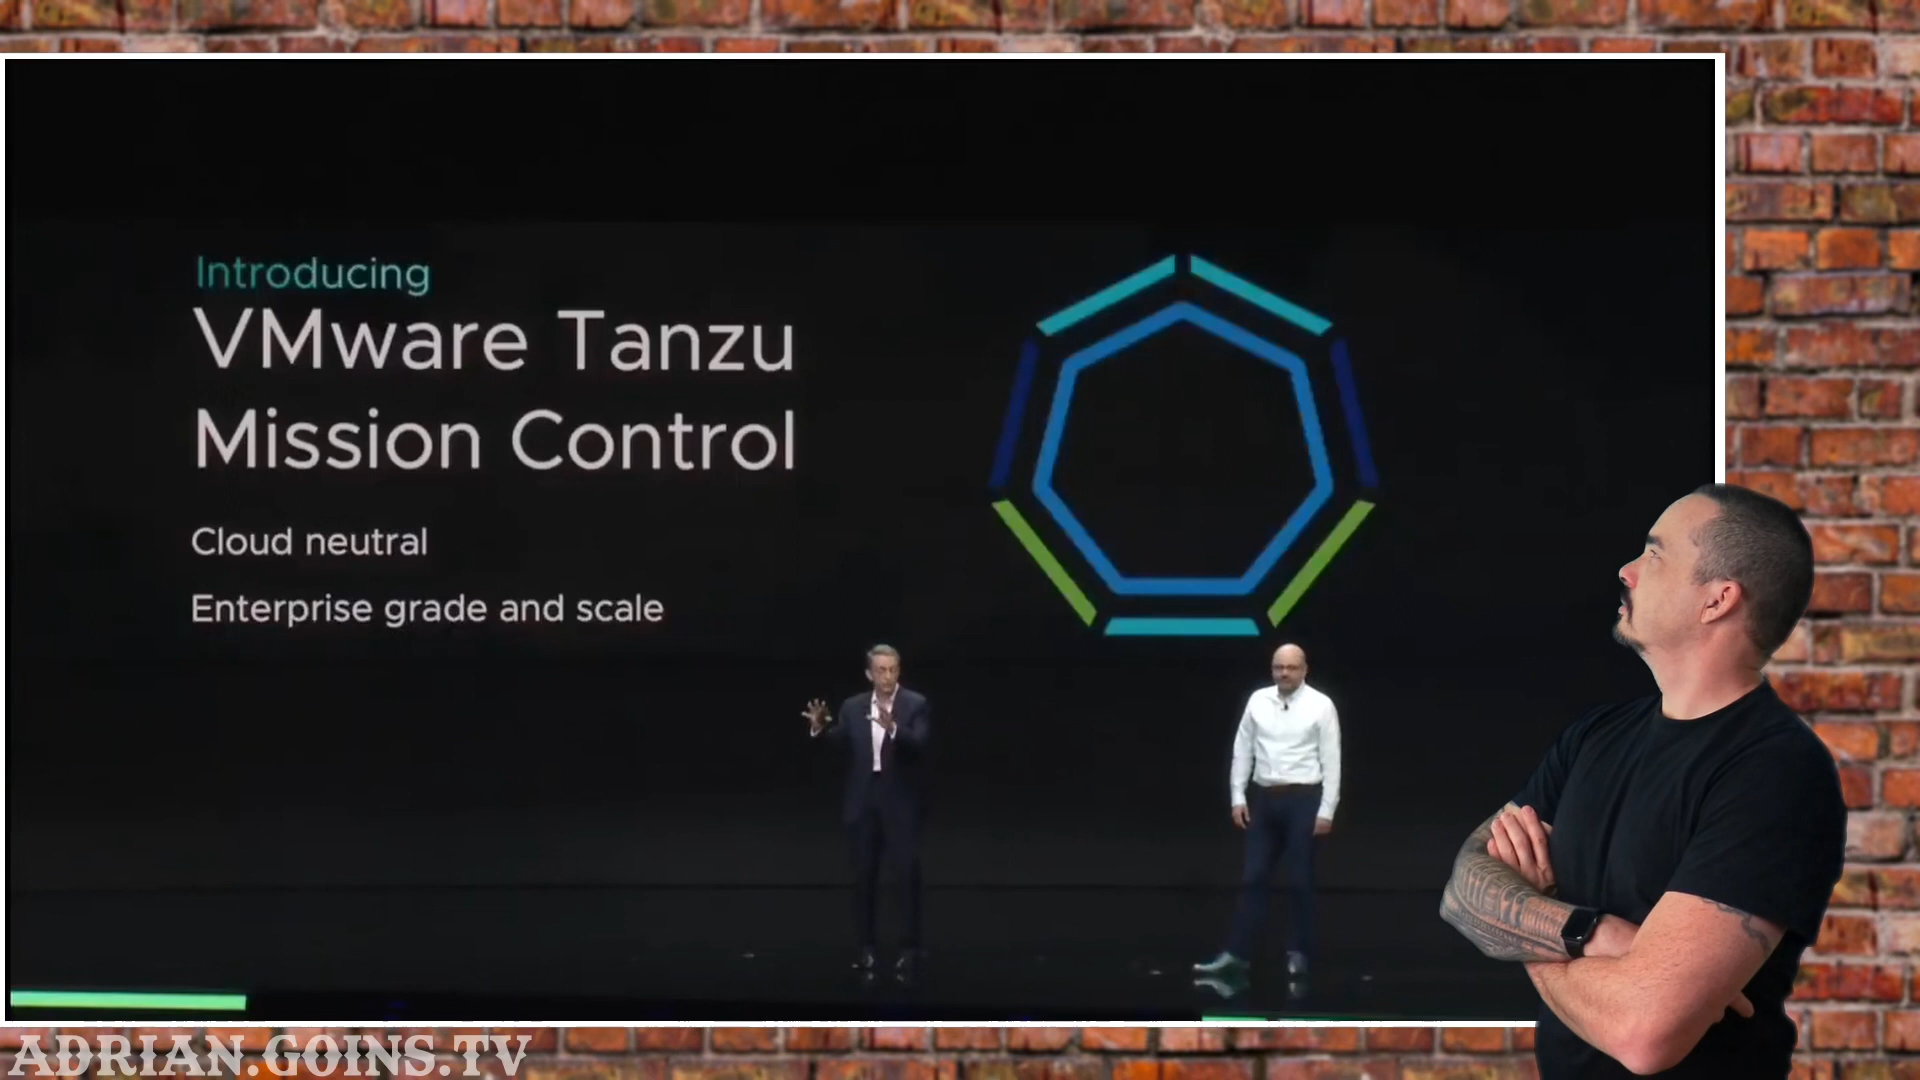 Introducing
VMware Tanzu
Mission Control
Cloud neutral
Enterprise grade and scale
ADRIAN.GOINS.TV